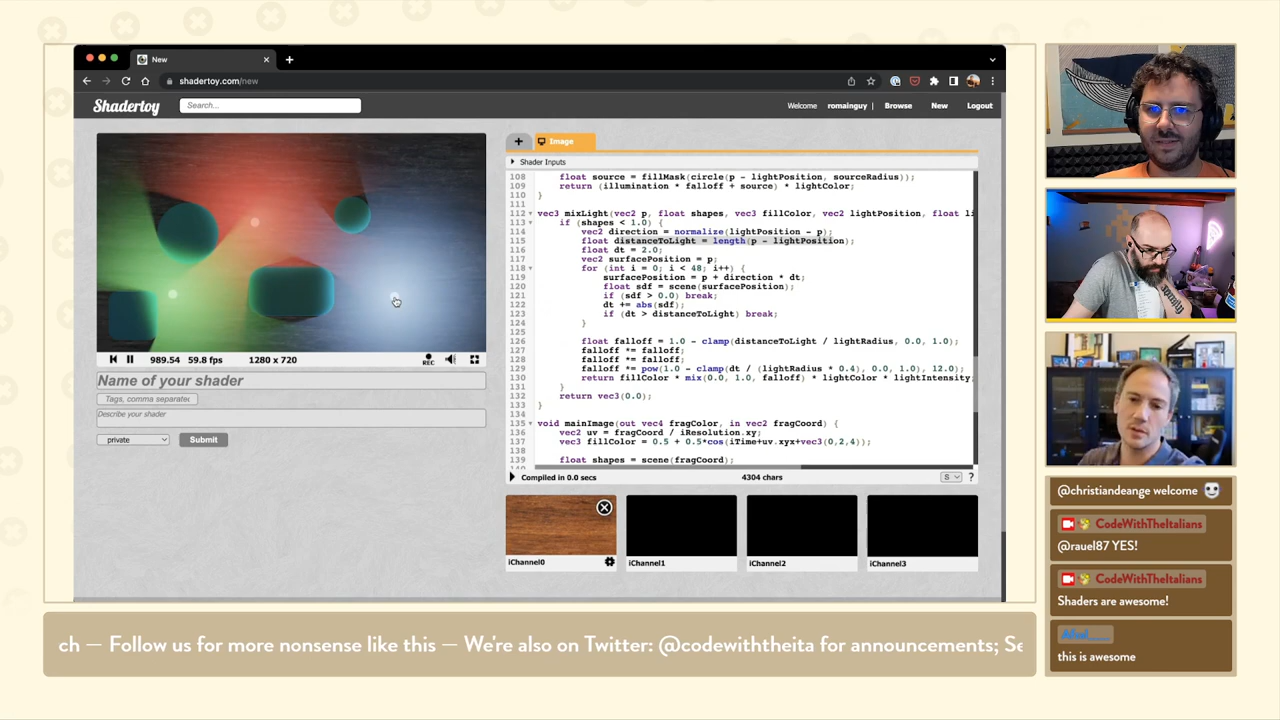 New
shadertoy.com/new
Shadertoy
Search...
Welcome romainguy | Browse New Logout
+ Image
Shader Inputs
108 float source = fillMask(circle(p - lightPosition, sourceRadius));
109 return (illumination * falloff + source) * lightColor;
110 }
111
112 vec3 mixLight(vec2 p, float shapes, vec3 fillColor, vec2 lightPosition, float li
113 if (shapes < 1.0) {
114 vec2 direction = normalize(lightPosition - p);
115 float distanceToLight = length(p - lightPosition);
116 float dt = 2.0;
117 vec2 surfacePosition = p;
118 for (int i = 0; i < 48; i++) {
119 surfacePosition = p + direction * dt;
120 float sdf = scene(surfacePosition);
121 if (sdf > 0.0) break;
122 dt += abs(sdf);
123 if (dt > distanceToLight) break;
124 }
125
126 float falloff = 1.0 - clamp(distanceToLight / lightRadius, 0.0, 1.0);
127 falloff *= falloff;
128 falloff *= falloff;
129 falloff *= pow(1.0 - clamp(dt / (lightRadius * 0.4), 0.0, 1.0), 12.0);
130 return fillColor * mix(0.0, 1.0, falloff) * lightColor * lightIntensity;
131 }
132 return vec3(0.0);
133 }
134
135 void mainImage(out vec4 fragColor, in vec2 fragCoord) {
136 vec2 uv = fragCoord / iResolution.xy;
137 vec3 fillColor = 0.5 + 0.5*cos(iTime+uv.xyx+vec3(0,2,4));
138
139 float shapes = scene(fragCoord);
989.54 59.8 fps 1280 x 720
REC
Name of your shader
Tags, comma separated
Describe your shader
private Submit
Compiled in 0.0 secs 4304 chars S ?
iChannel0 iChannel1 iChannel2 iChannel3
@christiandeange welcome
CodeWithTheItalians
@rauel87 YES!
CodeWithTheItalians
Shaders are awesome!
this is awesome
ch — Follow us for more nonsense like this — We're also on Twitter: @codewiththeita for announcements; Se